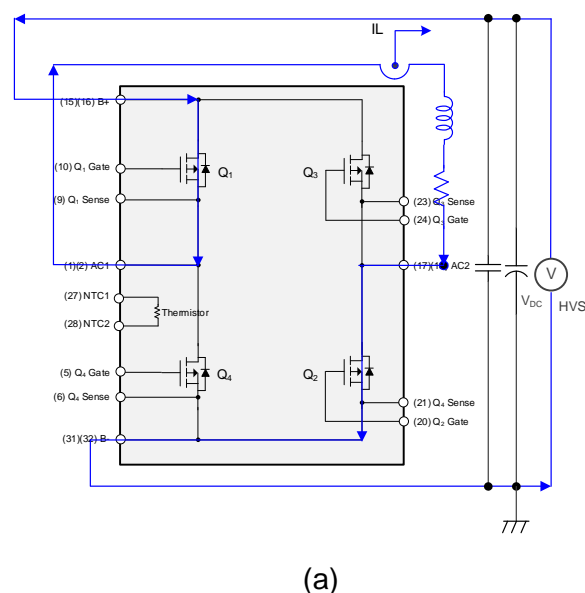 IL
(15)(16) B+
(10) Q1 Gate
Q1
Q3
(9) Q1 Sense
(23) Q3 Sense
(24) Q3 Gate
(1)(2) AC1
AC2
V
VDC
HVS
(27) NTC1
Thermistor
(28) NTC2
(5) Q4 Gate
Q4
Q2
(6) Q4 Sense
(21) Q4 Sense
(20) Q2 Gate
(31)(32) B-
(a)